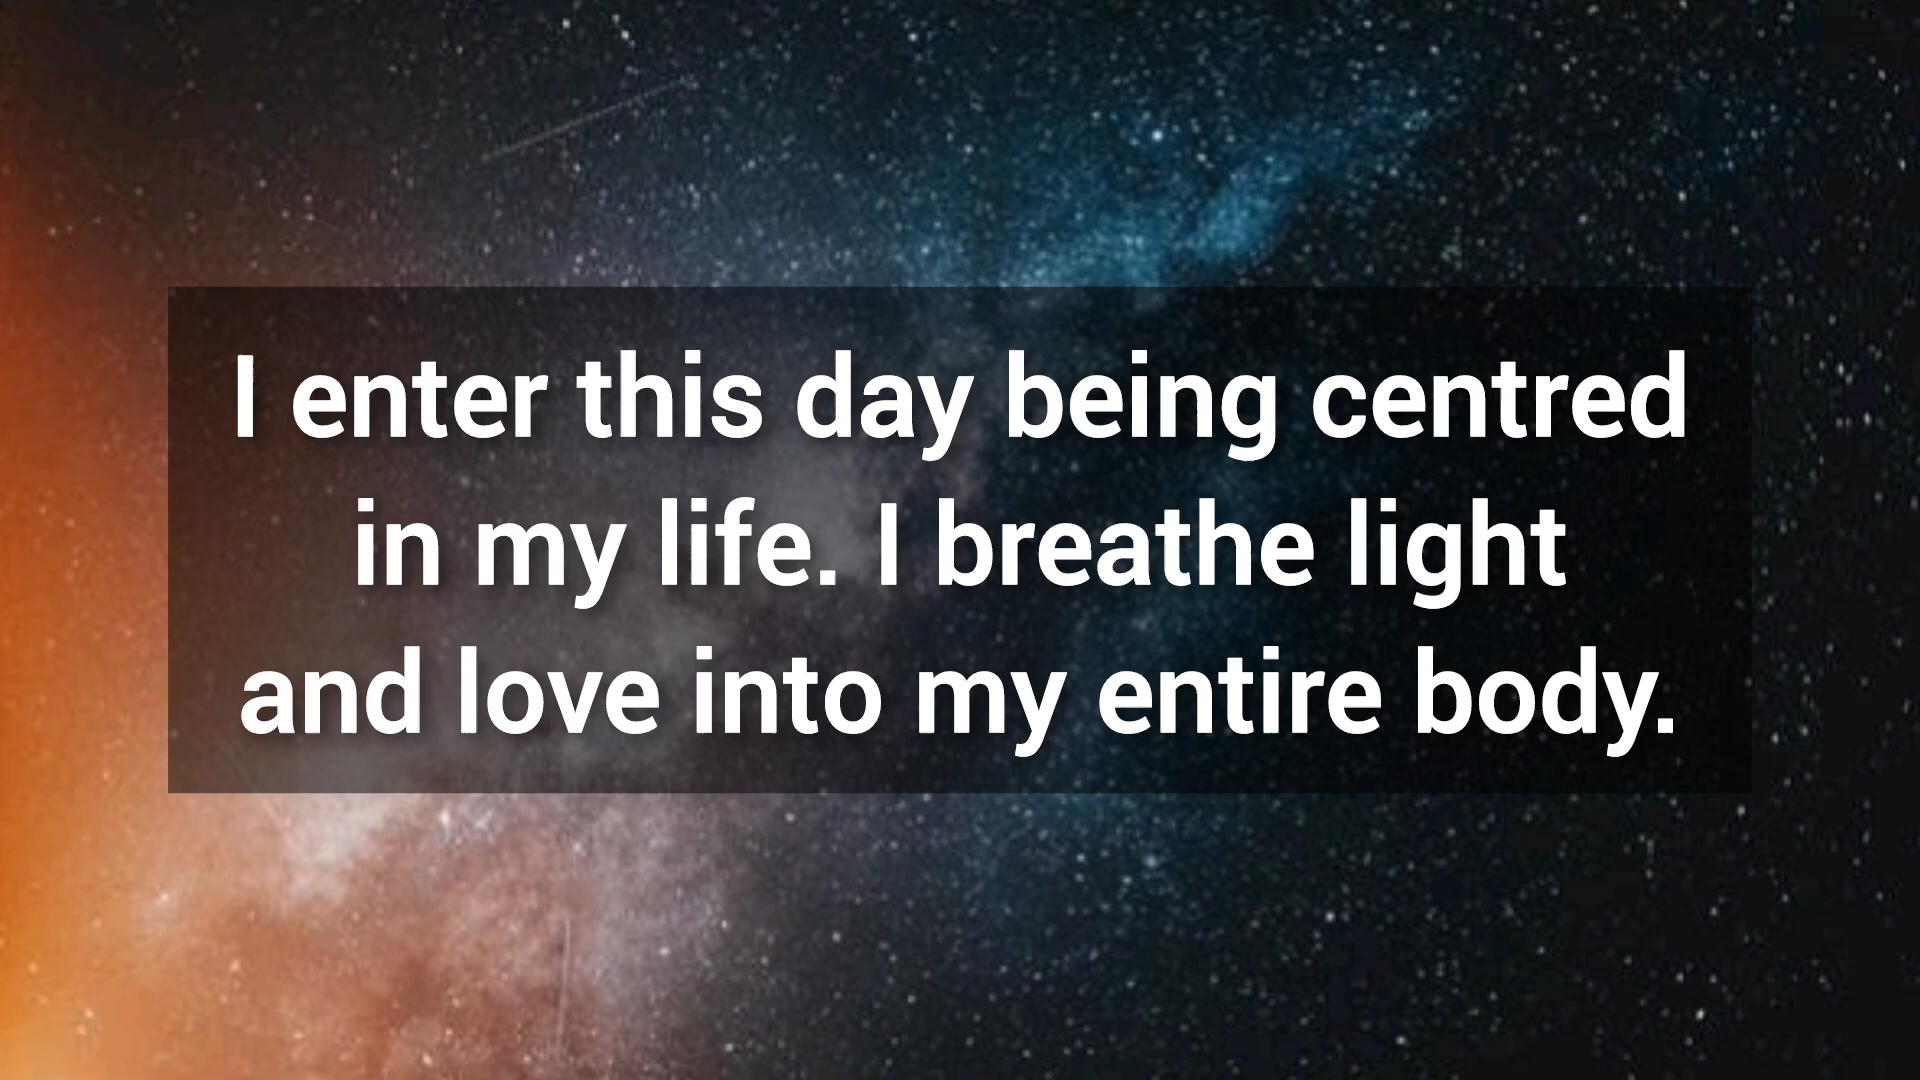 I enter this day being centred
in my life. I breathe light
and love into my entire body.